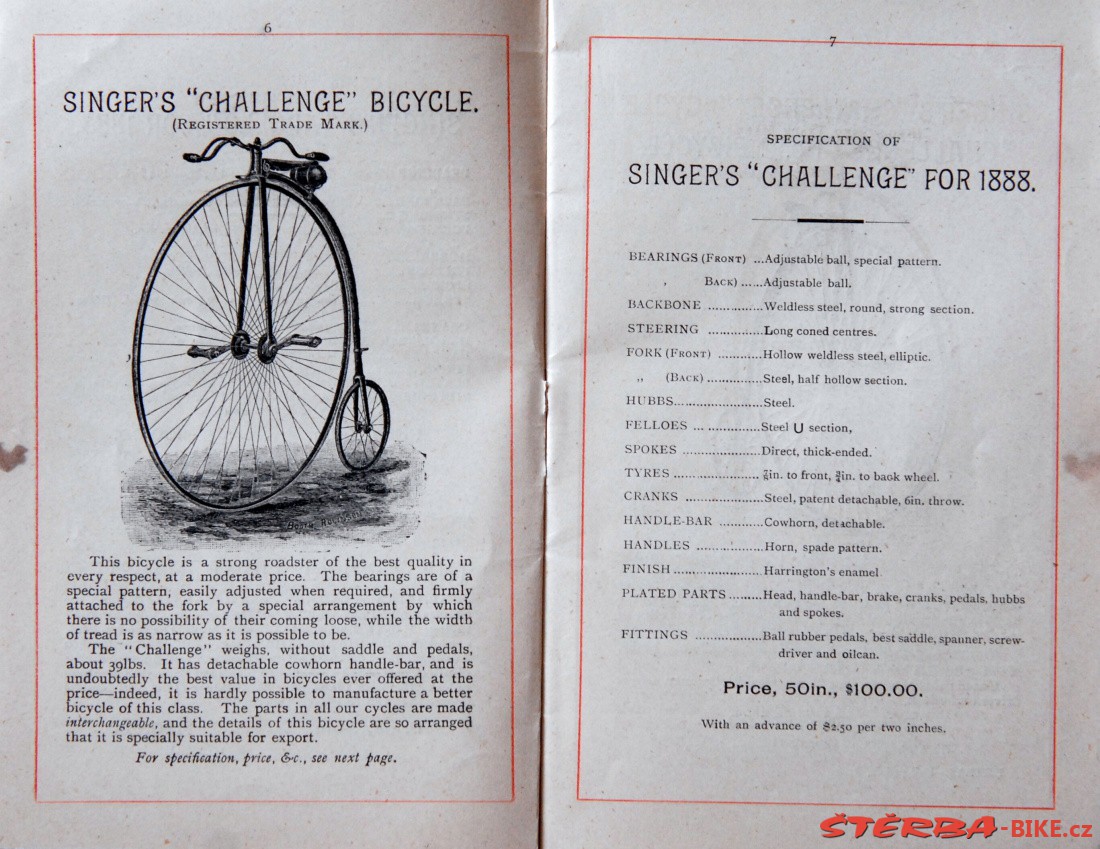 6
SINGER'S "CHALLENGE" BICYCLE.
(REGISTERED TRADE MARK.)
This bicycle is a strong roadster of the best quality in
every respect, at a moderate price. The bearings are of a
special pattern, easily adjusted when required, and firmly
attached to the fork by a special arrangement by which
there is no possibility of their coming loose, while the width
of tread is as narrow as it is possible to be.
The "Challenge" weighs, without saddle and pedals,
about 39lbs. It has detachable cowhorn handle-bar, and is
undoubtedly the best value in bicycles ever offered at the
price—indeed, it is hardly possible to manufacture a better
bicycle of this class. The parts in all our cycles are made
interchangeable, and the details of this bicycle are so arranged
that it is specially suitable for export.
For specification, price, &c., see next page.
7
SPECIFICATION OF
SINGER'S "CHALLENGE" FOR 1888.
BEARINGS (FRONT) ...Adjustable ball, special pattern.
BACK) ......Adjustable ball.
BACKBONE ..............Weldless steel, round, strong section.
STEERING ..............Long coned centres.
FORK (FRONT) ............Hollow weldless steel, elliptic.
,, (BACK) ..............Steel, half hollow section.
HUBBS.......................Steel.
FELLOES ... ..............Steel U section,
SPOKES ....................Direct, thick-ended.
TYRES ...................... ⅞in. to front, ¾in. to back wheel.
CRANKS ....................Steel, patent detachable, 6in. throw.
HANDLE-BAR ............Cowhorn, detachable.
HANDLES ..................Horn, spade pattern.
FINISH .......................Harrington's enamel
PLATED PARTS .........Head, handle-bar, brake, cranks, pedals, hubbs
and spokes.
FITTINGS ..................Ball rubber pedals, best saddle, spanner, screw-
driver and oilcan.
Price, 50in., $100.00.
With an advance of $2.50 per two inches.
ŠTĔRBA-BIKE.cz